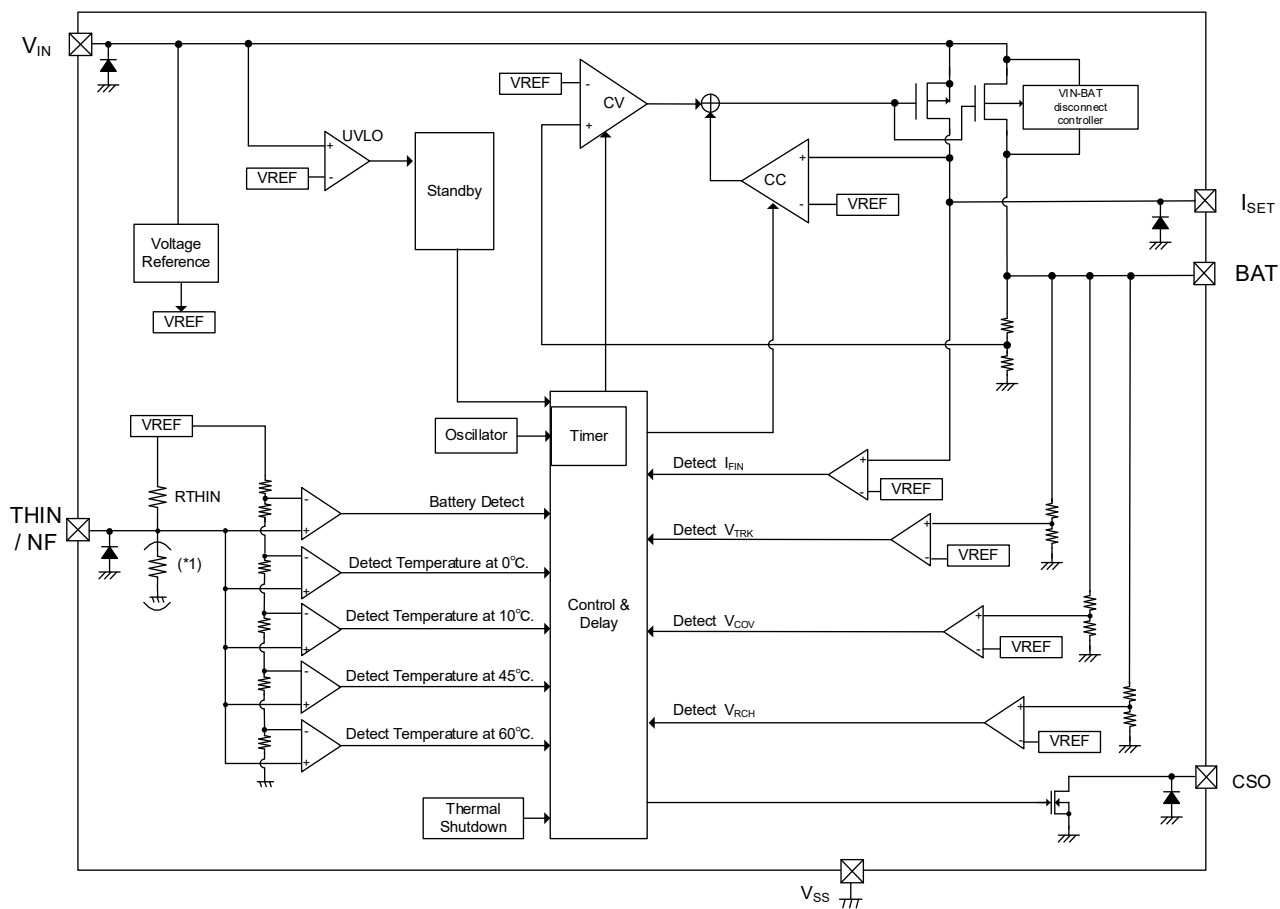 VIN
VREF
-
CV
+
VIN-BAT
disconnect
controller
UVLO
+
VREF
-
Standby
CC
+
-
VREF
ISET
Voltage
Reference
VREF
BAT
VREF
Oscillator
Timer
RTHIN
Detect IFIN
+
-
VREF
THIN
/ NF
(*1)
-
+
Battery Detect
Detect VTRK
+
-
VREF
-
+
Detect Temperature at 0°C.
-
+
Detect Temperature at 10°C.
Control &
Delay
Detect VCOV
+
-
VREF
-
+
Detect Temperature at 45°C.
Detect VRCH
+
-
VREF
-
+
Detect Temperature at 60°C.
Thermal
Shutdown
CSO
VSS